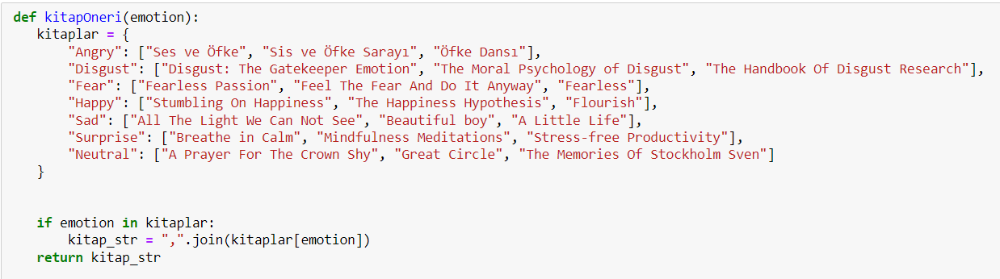 def kitapOneri(emotion):
kitaplar = {
"Angry": ["Ses ve Öfke", "Sis ve Öfke Sarayı", "Öfke Dansı"],
"Disgust": ["Disgust: The Gatekeeper Emotion", "The Moral Psychology of Disgust", "The Handbook Of Disgust Research"],
"Fear": ["Fearless Passion", "Feel The Fear And Do It Anyway", "Fearless"],
"Happy": ["Stumbling On Happiness", "The Happiness Hypothesis", "Flourish"],
"Sad": ["All The Light We Can Not See", "Beautiful boy", "A Little Life"],
"Surprise": ["Breathe in Calm", "Mindfulness Meditations", "Stress-free Productivity"],
"Neutral": ["A Prayer For The Crown Shy", "Great Circle", "The Memories Of Stockholm Sven"]
}
if emotion in kitaplar:
kitap_str = ",".join(kitaplar[emotion])
return kitap_str